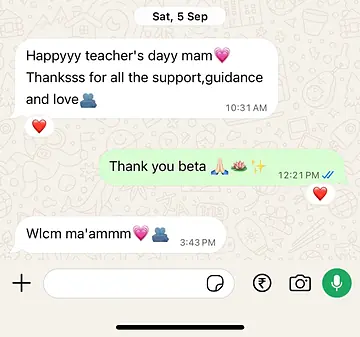 Sat, 5 Sep
Happyyy teacher's dayy mam💗
Thanksss for all the support,guidance
and love🫂
10:31 AM
❤️
Thank you beta 🙏🏻🪷✨
12:21 PM
❤️
Wlcm ma'ammm💗🫂
3:43 PM
₹